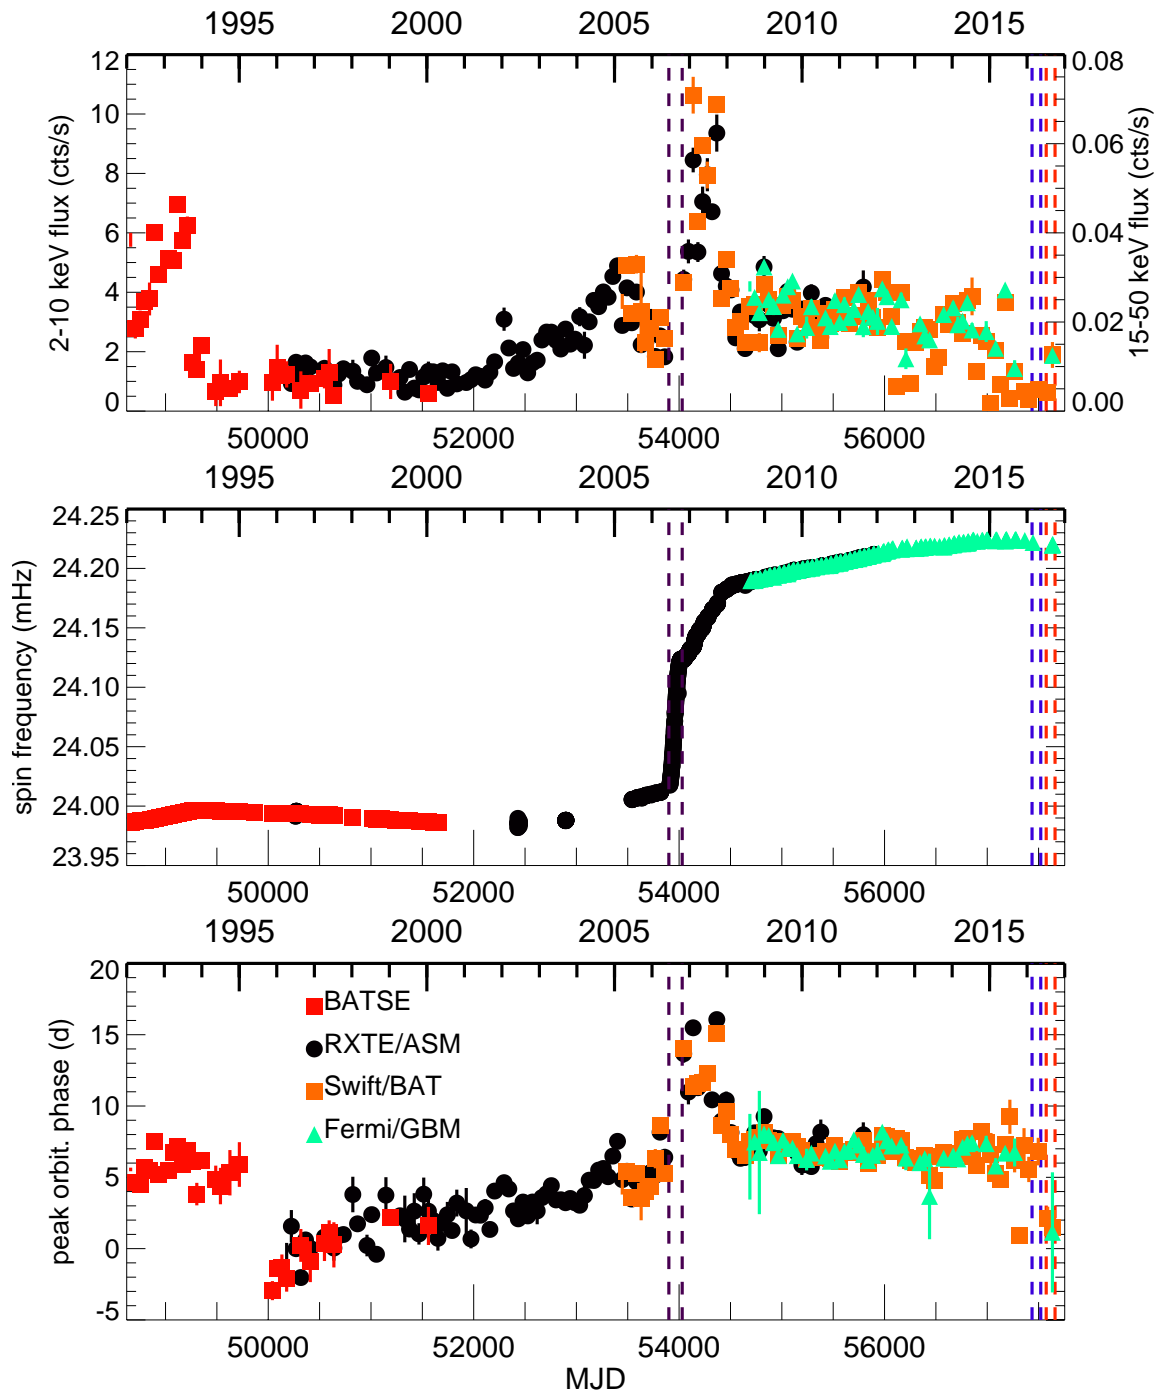 1995 2000 2005 2010 2015
12
10
8
6
4
2
0
2-10 keV flux (cts/s)
0.08
0.06
0.04
0.02
0.00
15-50 keV flux (cts/s)
50000 52000 54000 56000
1995 2000 2005 2010 2015
24.25
24.20
24.15
24.10
24.05
24.00
23.95
spin frequency (mHz)
50000 52000 54000 56000
1995 2000 2005 2010 2015
20
15
10
5
0
-5
peak orbit. phase (d)
BATSE
RXTE/ASM
Swift/BAT
Fermi/GBM
50000 52000 54000 56000
MJD